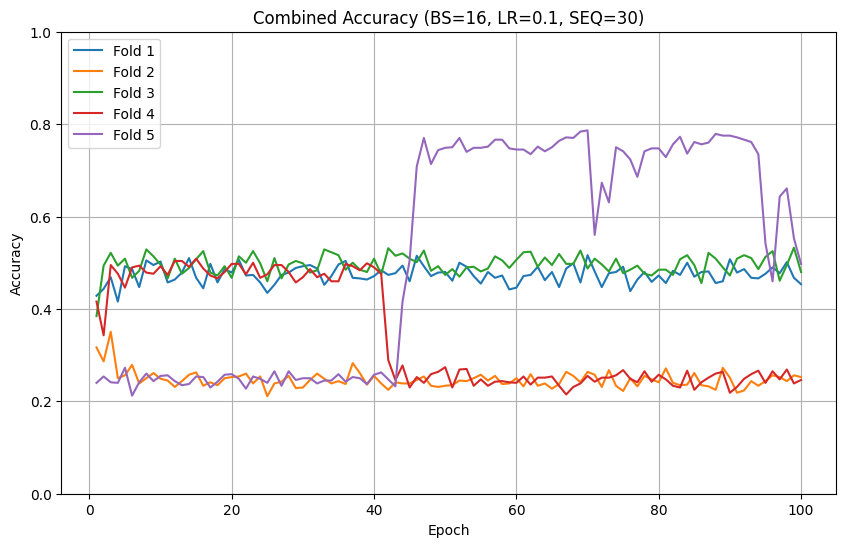 Combined Accuracy (BS=16, LR=0.1, SEQ=30)
1.0
0.8
0.6
0.4
0.2
0.0
Accuracy
Fold 1
Fold 2
Fold 3
Fold 4
Fold 5
0 20 40 60 80 100
Epoch